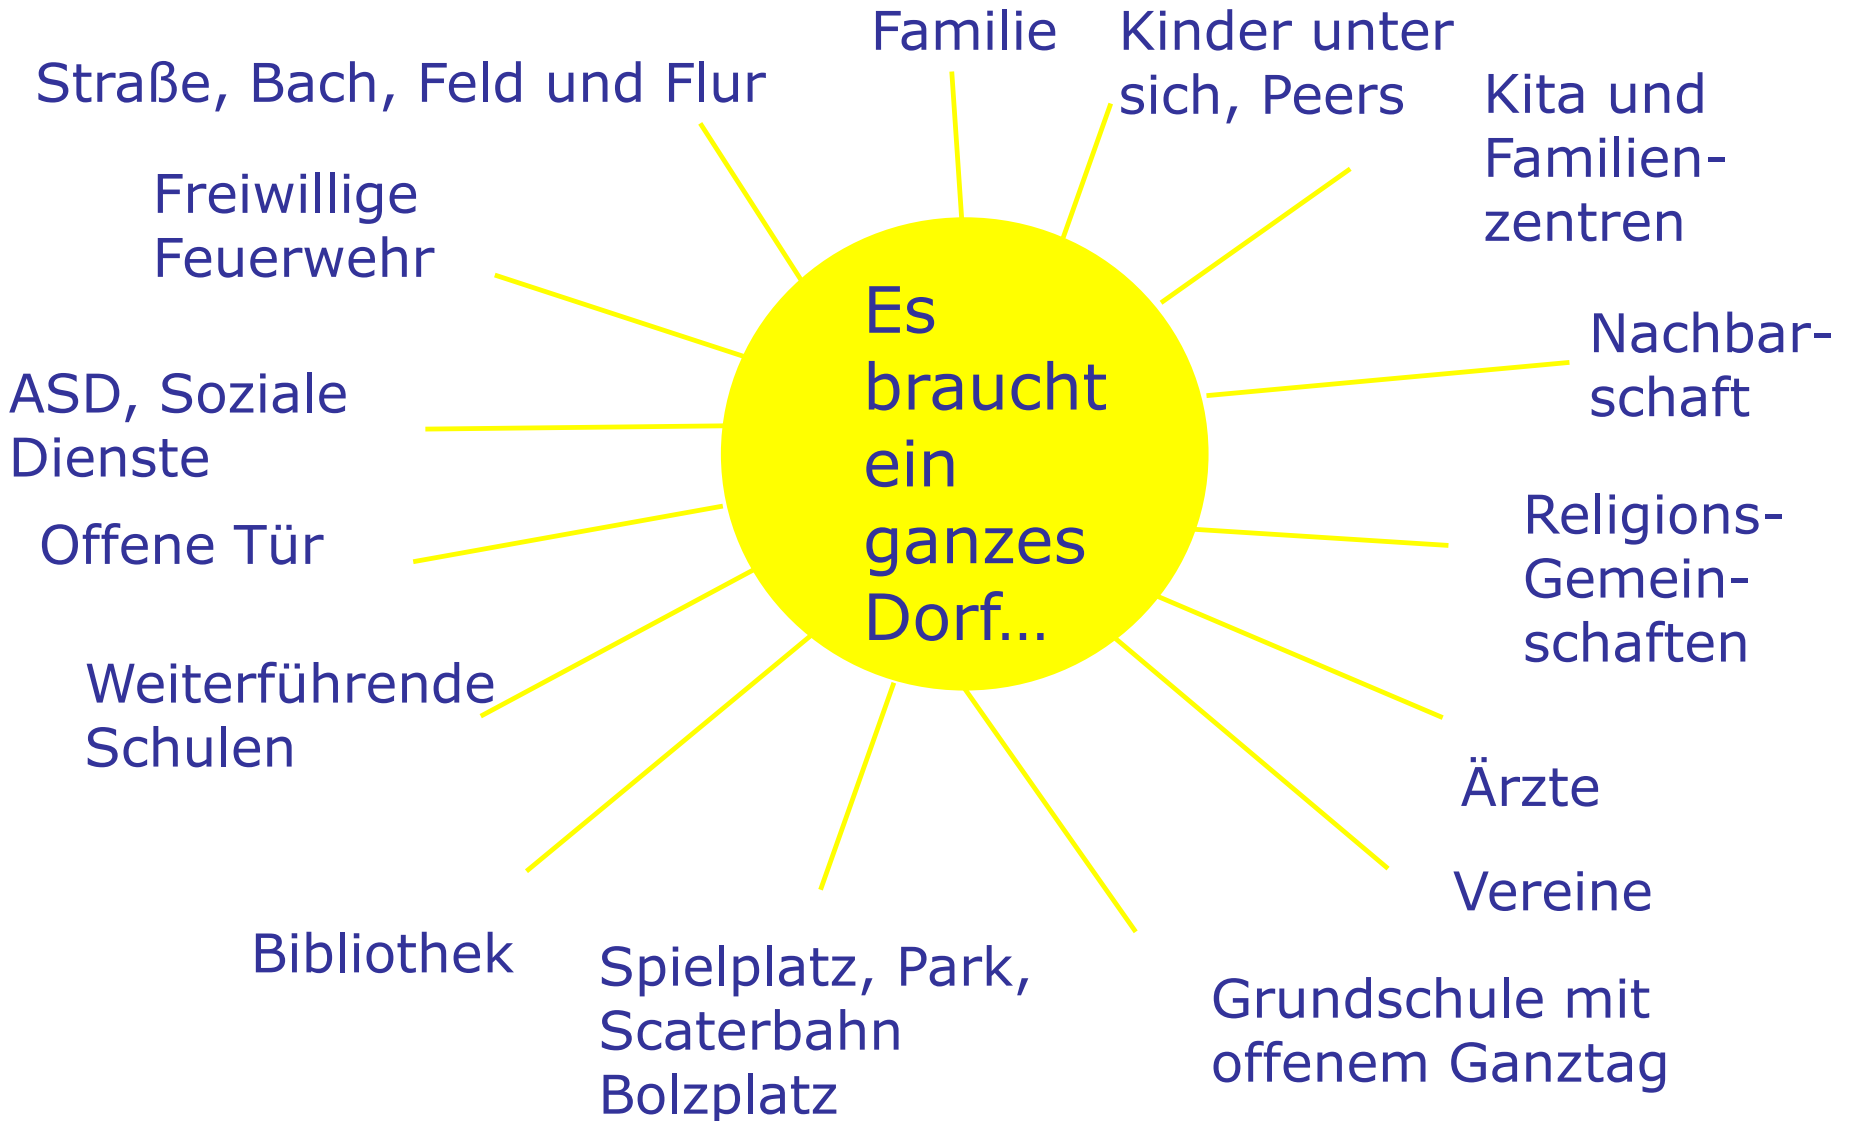 Familie
Kinder unter
sich, Peers
Kita und
Familien-
zentren
Nachbar-
schaft
Religions-
Gemein-
schaften
Ärzte
Vereine
Grundschule mit
offenem Ganztag
Spielplatz, Park,
Scaterbahn
Bolzplatz
Bibliothek
Weiterführende
Schulen
Offene Tür
ASD, Soziale
Dienste
Freiwillige
Feuerwehr
Straße, Bach, Feld und Flur
Es
braucht
ein
ganzes
Dorf…